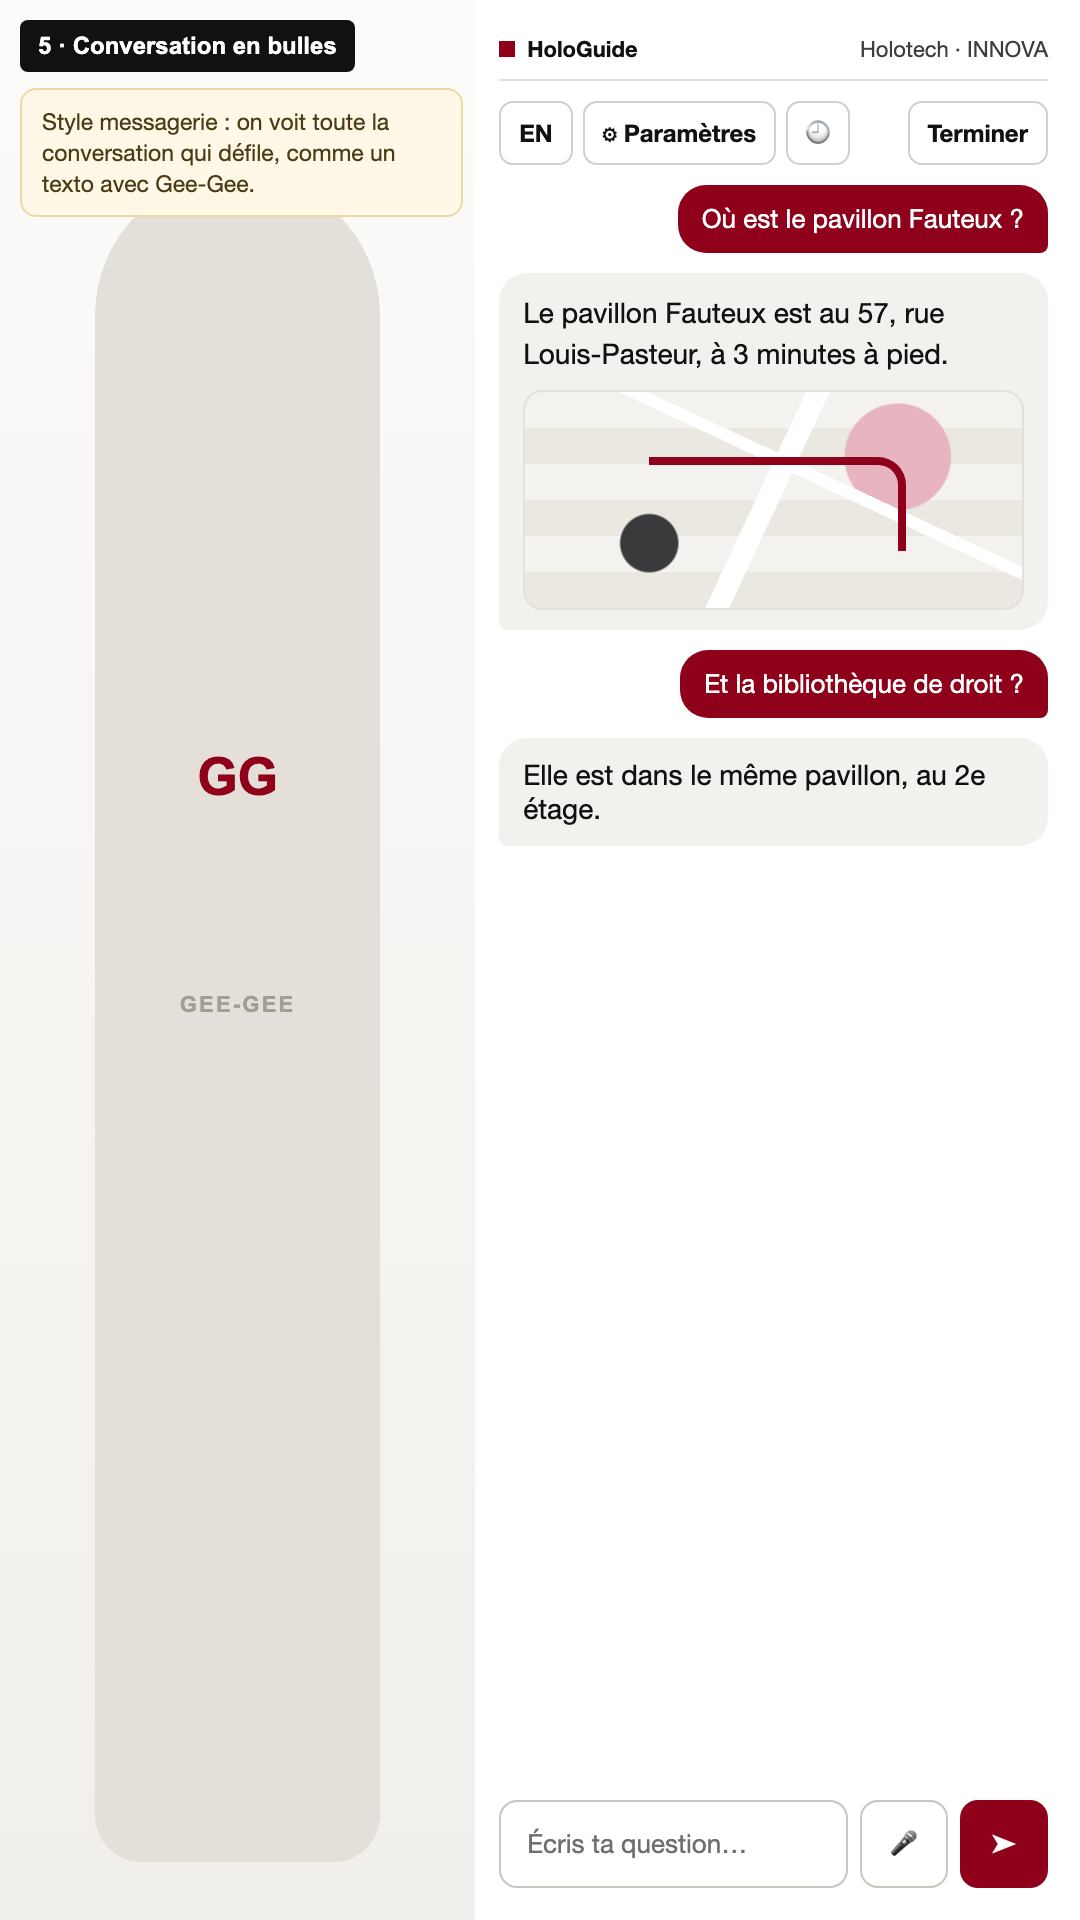 5 · Conversation en bulles
Style messagerie : on voit toute la
conversation qui défile, comme un
texto avec Gee-Gee.
GG
GEE-GEE
HoloGuide
Holotech · INNOVA
EN
⚙ Paramètres
🕘
Terminer
Où est le pavillon Fauteux ?
Le pavillon Fauteux est au 57, rue
Louis-Pasteur, à 3 minutes à pied.
Et la bibliothèque de droit ?
Elle est dans le même pavillon, au 2e
étage.
Écris ta question…
🎤
➤